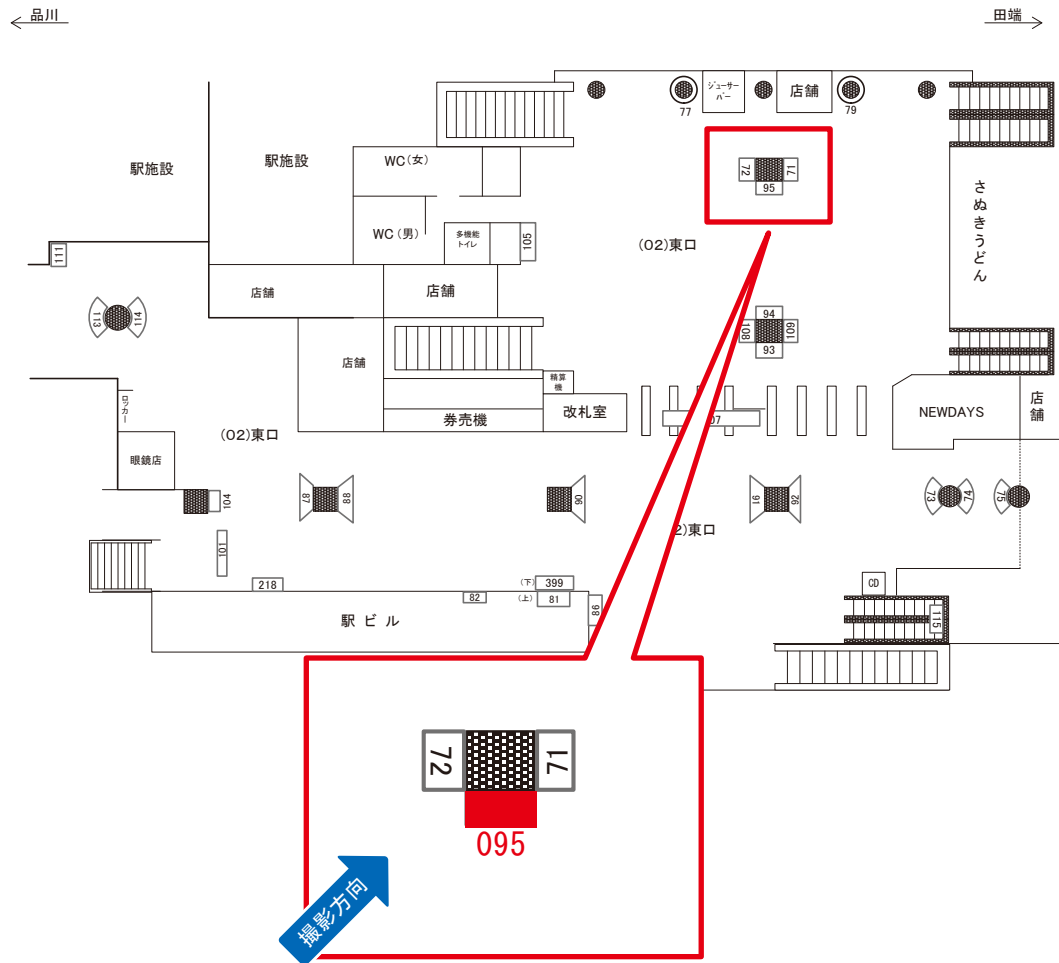 品川
田端
ジューサー
バー
店舗
77
79
駅施設
駅施設
WC(女)
72
71
95
さぬきうどん
WC(男)
多機能
トイレ
105
(02)東口
111
店舗
店舗
113
114
94
108
109
93
店舗
精算
機
ロッカー
券売機
改札室
07
NEWDAYS
店舗
(02)東口
眼鏡店
104
87
88
90
91
92
73
74
75
2)東口
101
218
82
(下)
399
(上)
81
86
CD
115
駅ビル
72
71
095
撮影方向